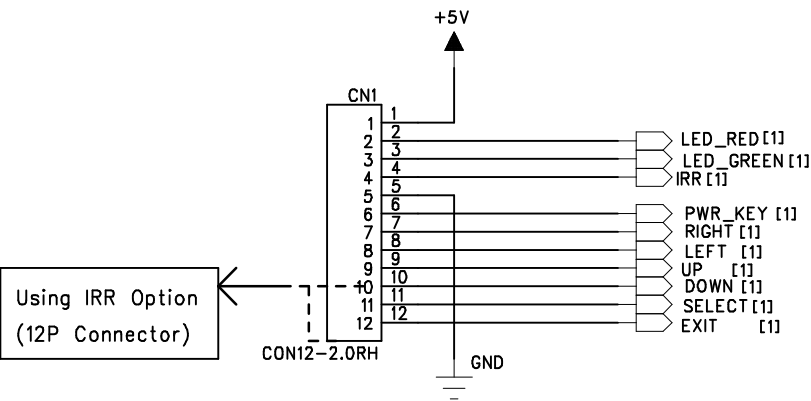 +5V
CN1
1 1
2 2 LED_RED [1]
3 3 LED_GREEN [1]
4 4 IRR [1]
5 5
6 6 PWR_KEY [1]
7 7 RIGHT [1]
8 8 LEFT [1]
9 9 UP [1]
10 10 DOWN [1]
11 11 SELECT [1]
12 12 EXIT [1]
Using IRR Option
(12P Connector)
CON12-2.0RH
GND